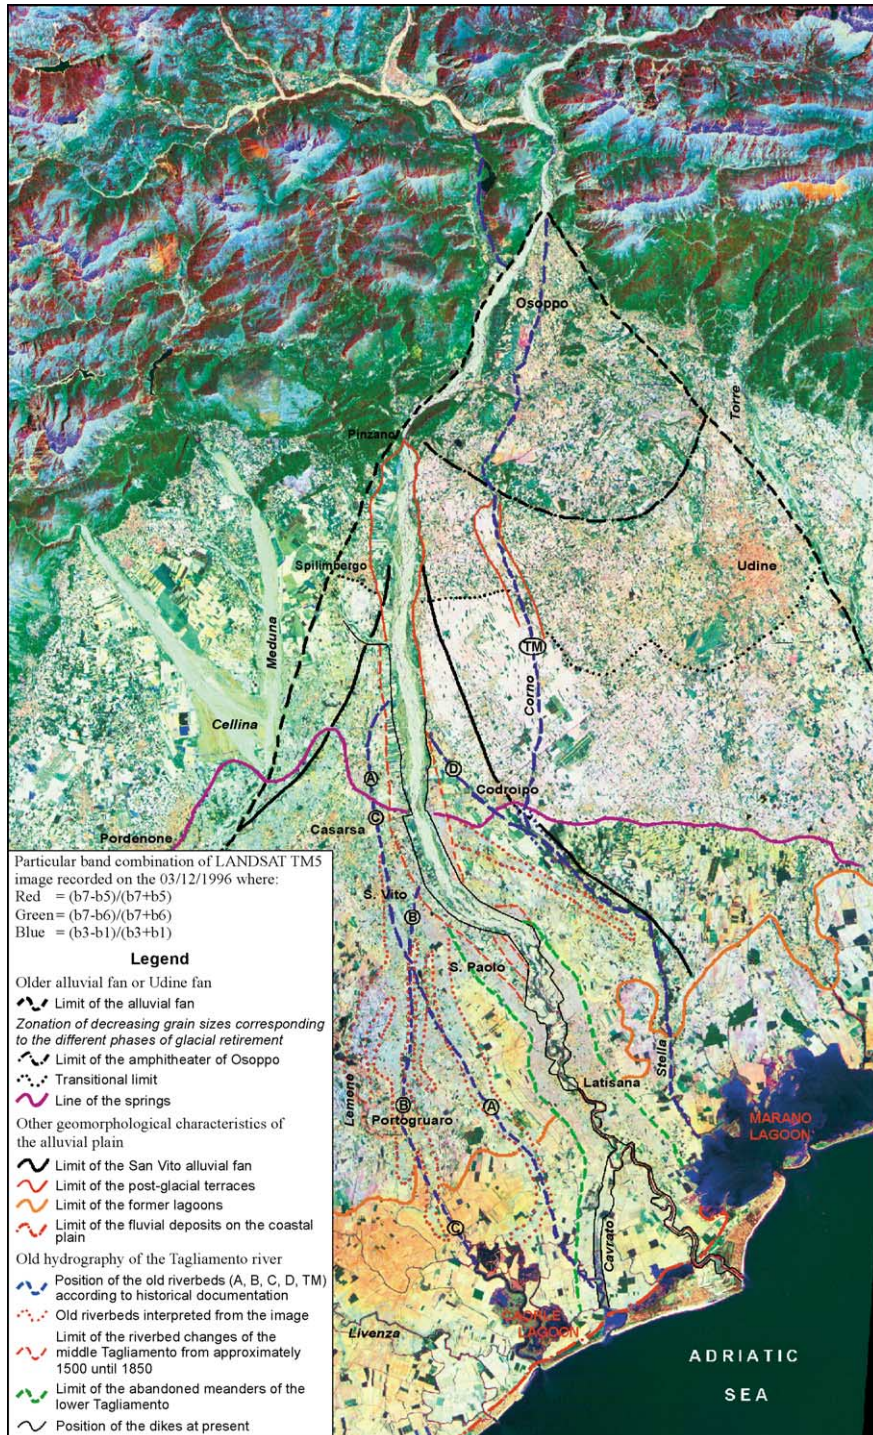 Osoppo
Torre
Pinzano
Spilimbergo
Udine
TM
Meduna
Corno
Cellina
D
A
Codroipo
C
Casarsa
Pordenone
S. Vito
B
S. Paolo
Stella
Latisana
Lemene
B
A
Portogruaro
MARANO
LAGOON
C
Cavrato
CAORLE
LAGOON
Livenza
ADRIATIC
SEA
Particular band combination of LANDSAT TM5
image recorded on the 03/12/1996 where:
Red = (b7-b5)/(b7+b5)
Green = (b7-b6)/(b7+b6)
Blue = (b3-b1)/(b3+b1)
Legend
Older alluvial fan or Udine fan
Limit of the alluvial fan
Zonation of decreasing grain sizes corresponding
to the different phases of glacial retirement
Limit of the amphitheater of Osoppo
Transitional limit
Line of the springs
Other geomorphological characteristics of
the alluvial plain
Limit of the San Vito alluvial fan
Limit of the post-glacial terraces
Limit of the former lagoons
Limit of the fluvial deposits on the coastal
plain
Old hydrography of the Tagliamento river
Position of the old riverbeds (A, B, C, D, TM)
according to historical documentation
Old riverbeds interpreted from the image
Limit of the riverbed changes of the
middle Tagliamento from approximately
1500 until 1850
Limit of the abandoned meanders of the
lower Tagliamento
Position of the dikes at present